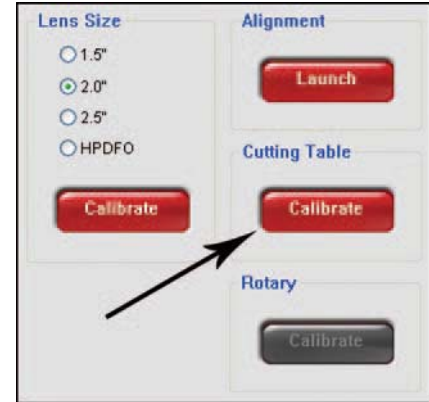 Lens Size
1.5"
2.0"
2.5"
HPDFO
Calibrate
Alignment
Launch
Cutting Table
Calibrate
Rotary
Calibrate